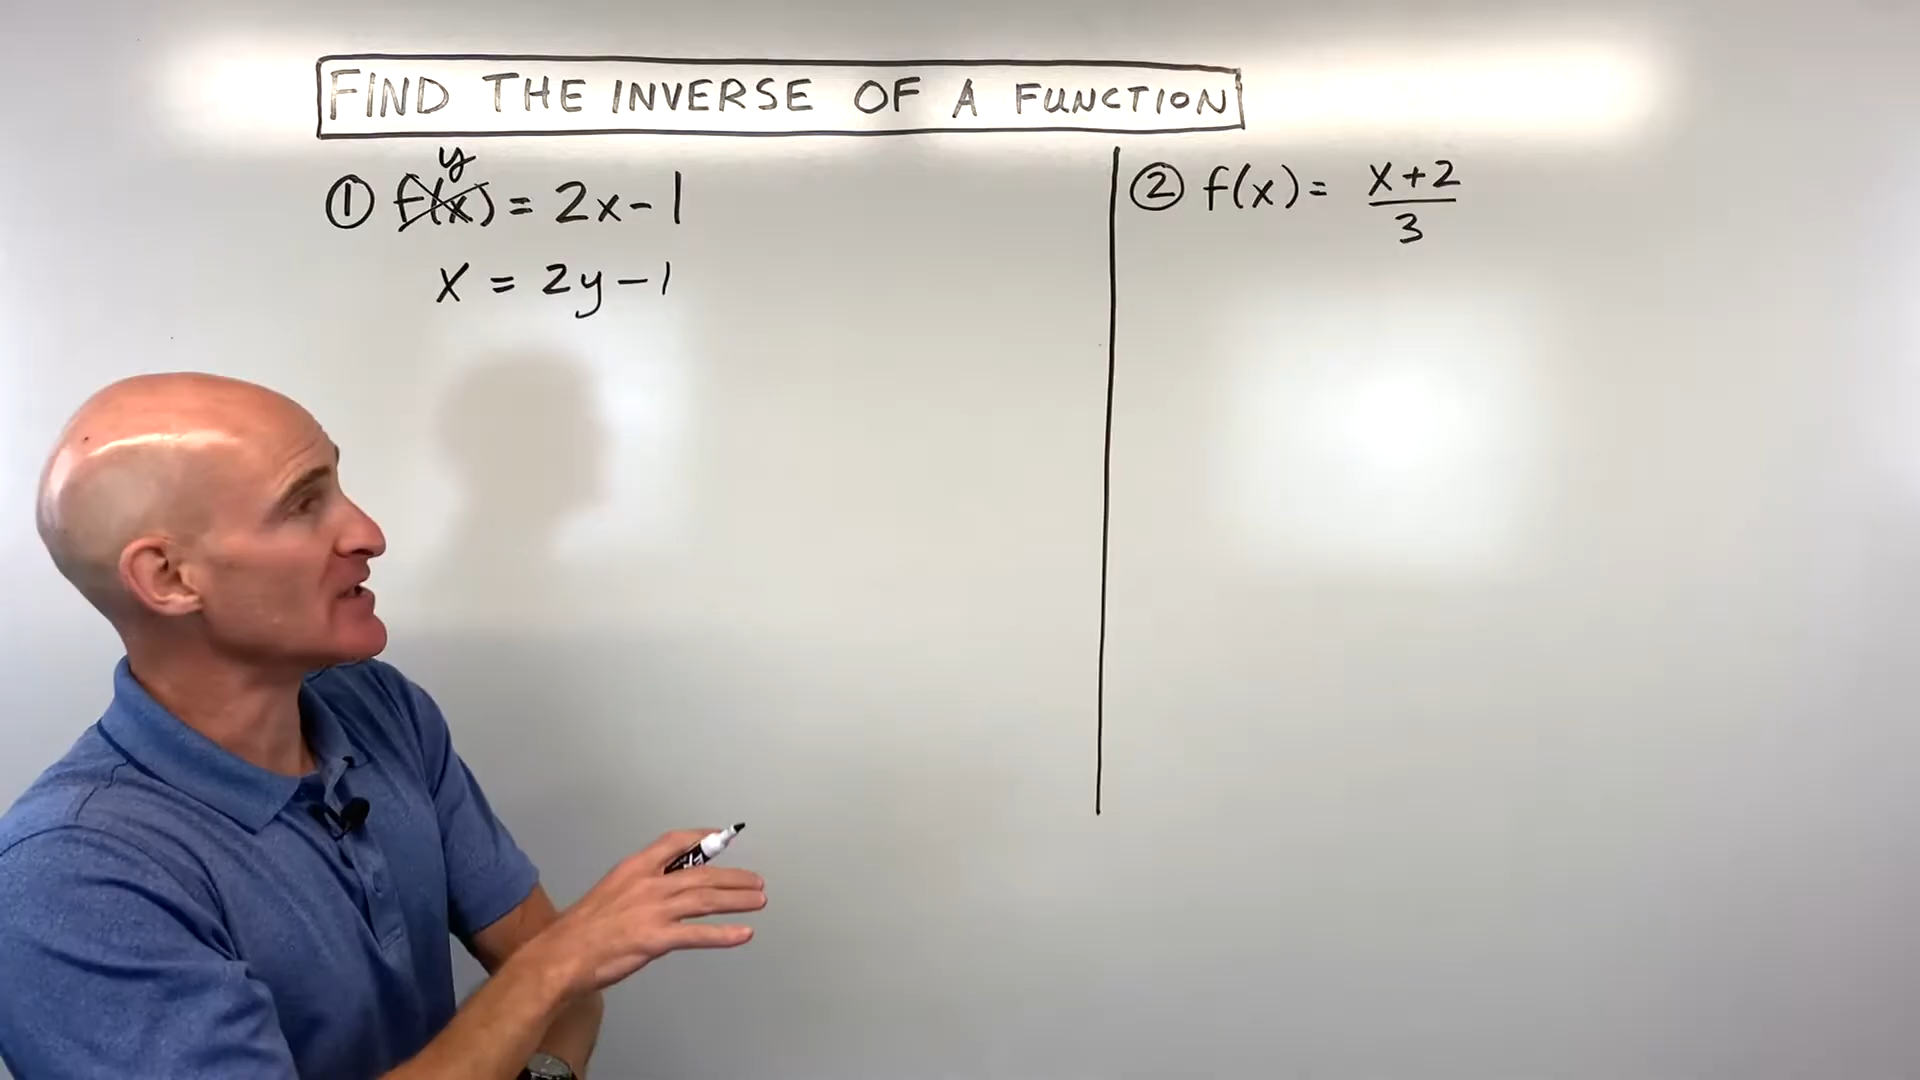 FIND THE INVERSE OF A FUNCTION
y
① f(x) = 2x - 1
x = 2y - 1
② f(x) = x + 2
3